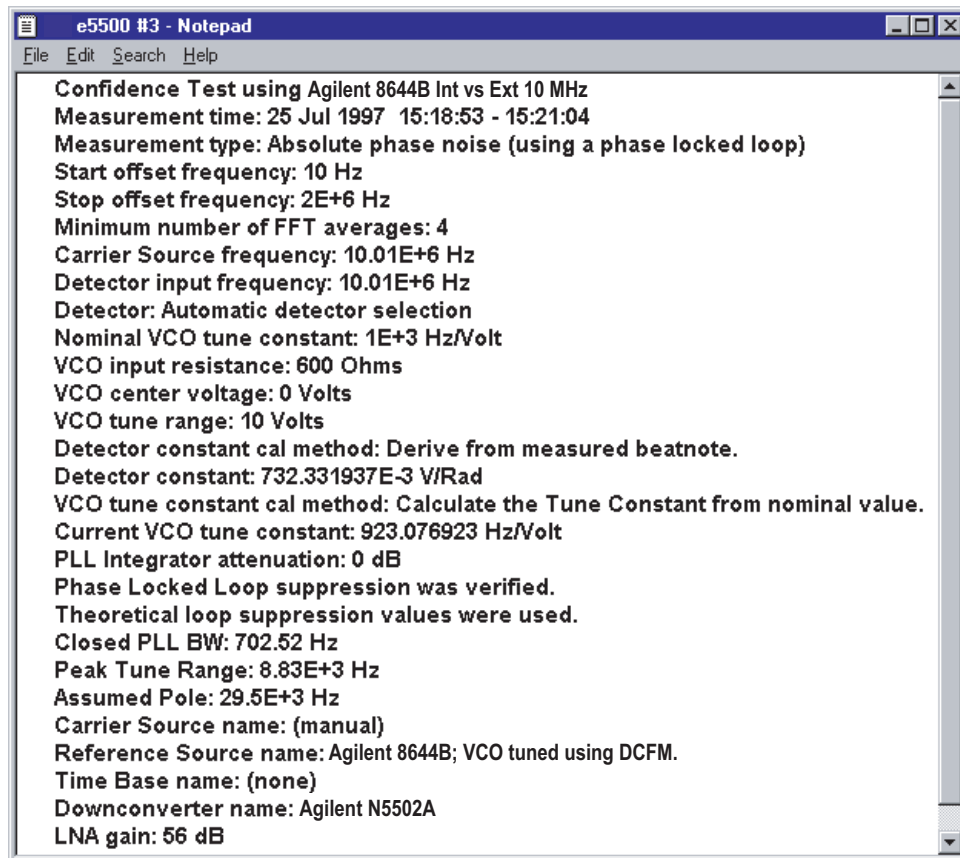 e5500 #3 - Notepad
File Edit Search Help
Confidence Test using Agilent 8644B Int vs Ext 10 MHz
Measurement time: 25 Jul 1997  15:18:53 - 15:21:04
Measurement type: Absolute phase noise (using a phase locked loop)
Start offset frequency: 10 Hz
Stop offset frequency: 2E+6 Hz
Minimum number of FFT averages: 4
Carrier Source frequency: 10.01E+6 Hz
Detector input frequency: 10.01E+6 Hz
Detector: Automatic detector selection
Nominal VCO tune constant: 1E+3 Hz/Volt
VCO input resistance: 600 Ohms
VCO center voltage: 0 Volts
VCO tune range: 10 Volts
Detector constant cal method: Derive from measured beatnote.
Detector constant: 732.331937E-3 V/Rad
VCO tune constant cal method: Calculate the Tune Constant from nominal value.
Current VCO tune constant: 923.076923 Hz/Volt
PLL Integrator attenuation: 0 dB
Phase Locked Loop suppression was verified.
Theoretical loop suppression values were used.
Closed PLL BW: 702.52 Hz
Peak Tune Range: 8.83E+3 Hz
Assumed Pole: 29.5E+3 Hz
Carrier Source name: (manual)
Reference Source name: Agilent 8644B; VCO tuned using DCFM.
Time Base name: (none)
Downconverter name: Agilent N5502A
LNA gain: 56 dB